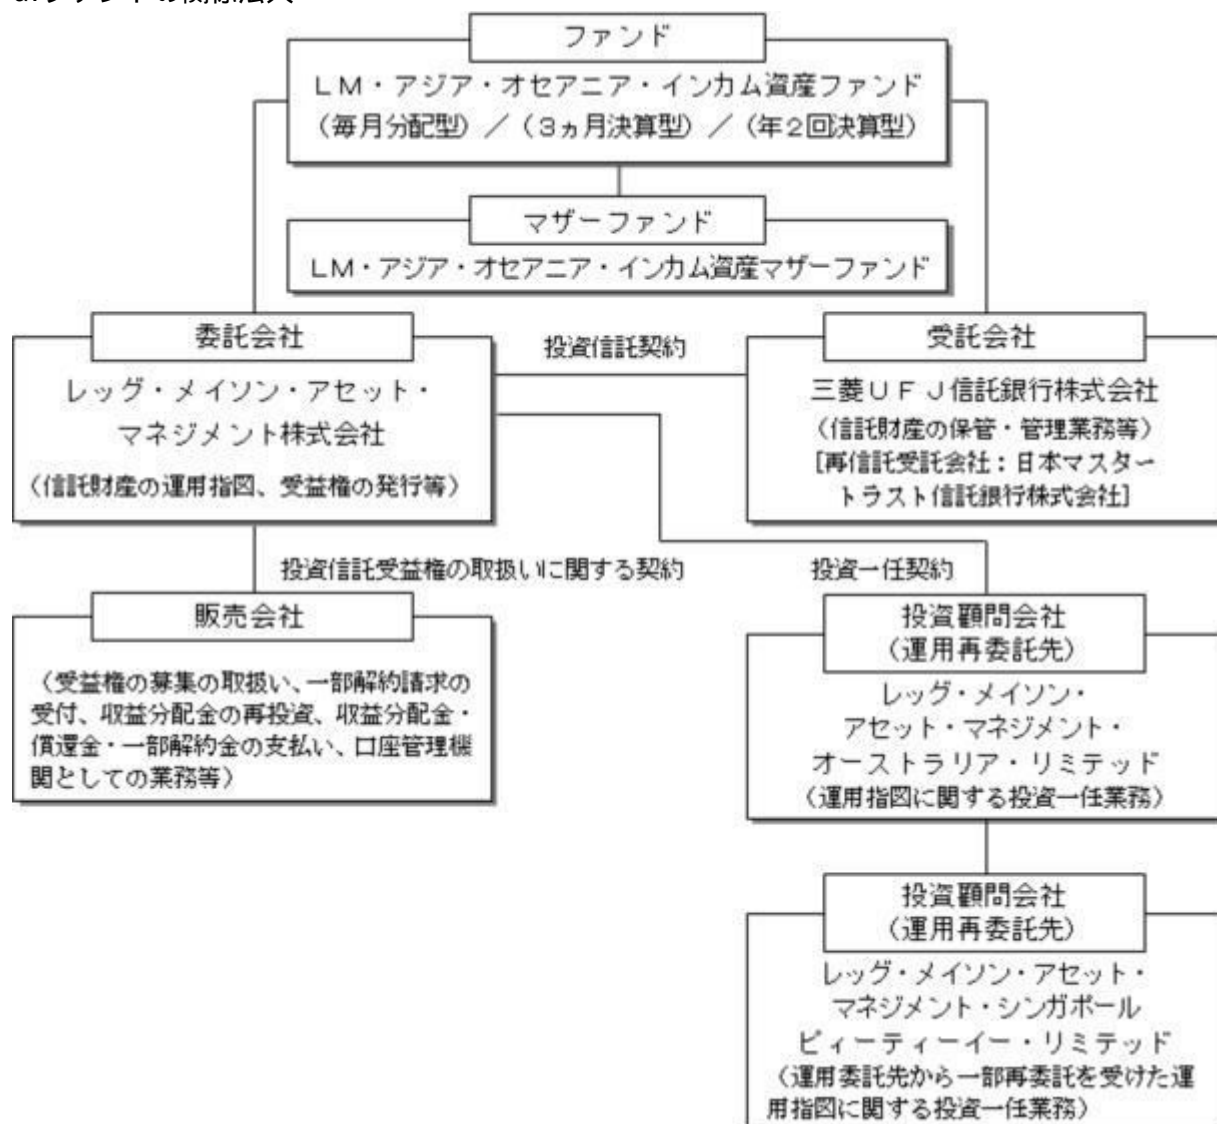 ファンド
LM・アジア・オセアニア・インカム資産ファンド
（毎月分配型）／（3ヵ月決算型）／（年2回決算型）
マザーファンド
LM・アジア・オセアニア・インカム資産マザーファンド
委託会社
レッグ・メイソン・アセット・
マネジメント株式会社
（信託財産の運用指図、受益権の発行等）
投資信託契約
受託会社
三菱UFJ信託銀行株式会社
（信託財産の保管・管理業務等）
［再信託受託会社：日本マスター
トラスト信託銀行株式会社］
投資信託受益権の取扱いに関する契約
投資一任契約
販売会社
（受益権の募集の取扱い、一部解約請求の
受付、収益分配金の再投資、収益分配金・
償還金・一部解約金の支払い、口座管理機
関としての業務等）
投資顧問会社
（運用再委託先）
レッグ・メイソン・
アセット・マネジメント・
オーストラリア・リミテッド
（運用指図に関する投資一任業務）
投資顧問会社
（運用再委託先）
レッグ・メイソン・アセット・
マネジメント・シンガポール
ピィーティーイー・リミテッド
（運用委託先から一部再委託を受けた運
用指図に関する投資一任業務）